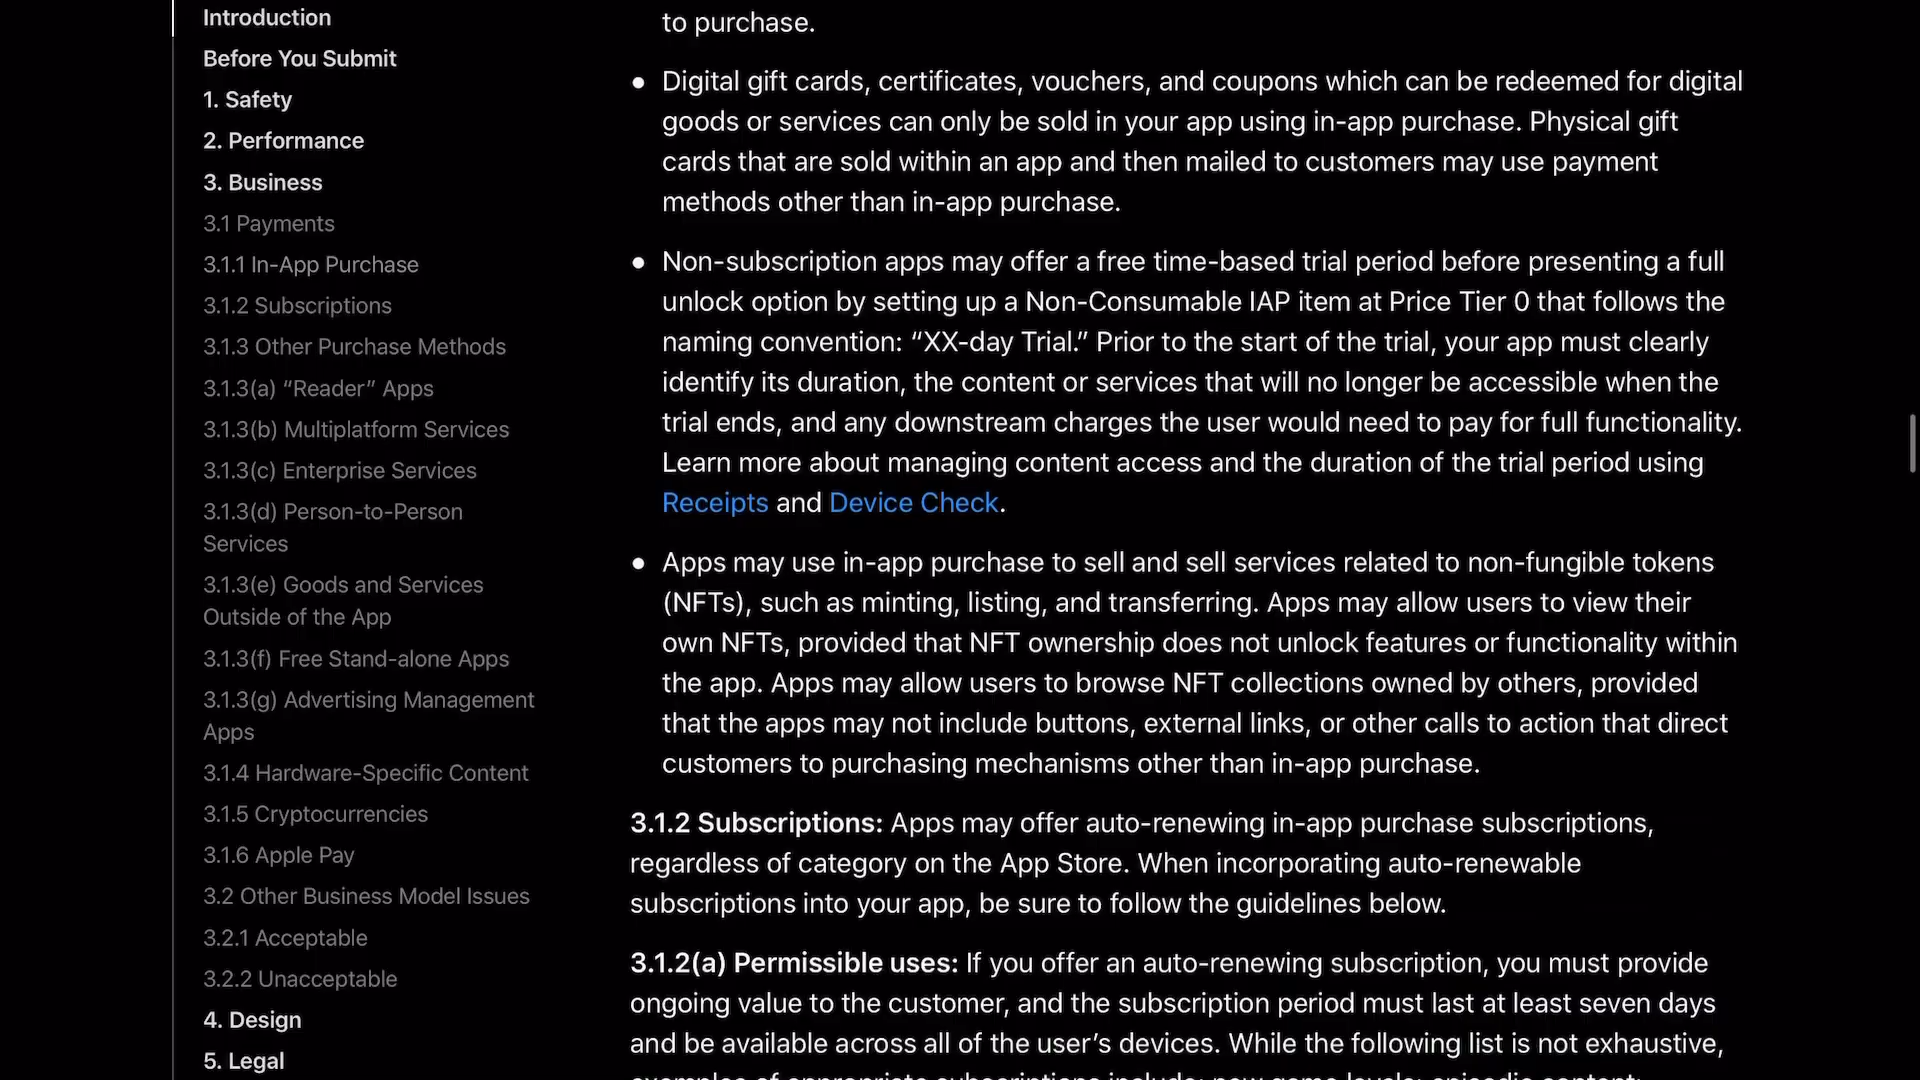 Introduction
Before You Submit
1. Safety
2. Performance
3. Business
3.1 Payments
3.1.1 In-App Purchase
3.1.2 Subscriptions
3.1.3 Other Purchase Methods
3.1.3(a) “Reader” Apps
3.1.3(b) Multiplatform Services
3.1.3(c) Enterprise Services
3.1.3(d) Person-to-Person
Services
3.1.3(e) Goods and Services
Outside of the App
3.1.3(f) Free Stand-alone Apps
3.1.3(g) Advertising Management
Apps
3.1.4 Hardware-Specific Content
3.1.5 Cryptocurrencies
3.1.6 Apple Pay
3.2 Other Business Model Issues
3.2.1 Acceptable
3.2.2 Unacceptable
4. Design
5. Legal
to purchase.
• Digital gift cards, certificates, vouchers, and coupons which can be redeemed for digital
goods or services can only be sold in your app using in-app purchase. Physical gift
cards that are sold within an app and then mailed to customers may use payment
methods other than in-app purchase.
• Non-subscription apps may offer a free time-based trial period before presenting a full
unlock option by setting up a Non-Consumable IAP item at Price Tier 0 that follows the
naming convention: “XX-day Trial.” Prior to the start of the trial, your app must clearly
identify its duration, the content or services that will no longer be accessible when the
trial ends, and any downstream charges the user would need to pay for full functionality.
Learn more about managing content access and the duration of the trial period using
Receipts and Device Check.
• Apps may use in-app purchase to sell and sell services related to non-fungible tokens
(NFTs), such as minting, listing, and transferring. Apps may allow users to view their
own NFTs, provided that NFT ownership does not unlock features or functionality within
the app. Apps may allow users to browse NFT collections owned by others, provided
that the apps may not include buttons, external links, or other calls to action that direct
customers to purchasing mechanisms other than in-app purchase.
3.1.2 Subscriptions: Apps may offer auto-renewing in-app purchase subscriptions,
regardless of category on the App Store. When incorporating auto-renewable
subscriptions into your app, be sure to follow the guidelines below.
3.1.2(a) Permissible uses: If you offer an auto-renewing subscription, you must provide
ongoing value to the customer, and the subscription period must last at least seven days
and be available across all of the user’s devices. While the following list is not exhaustive,